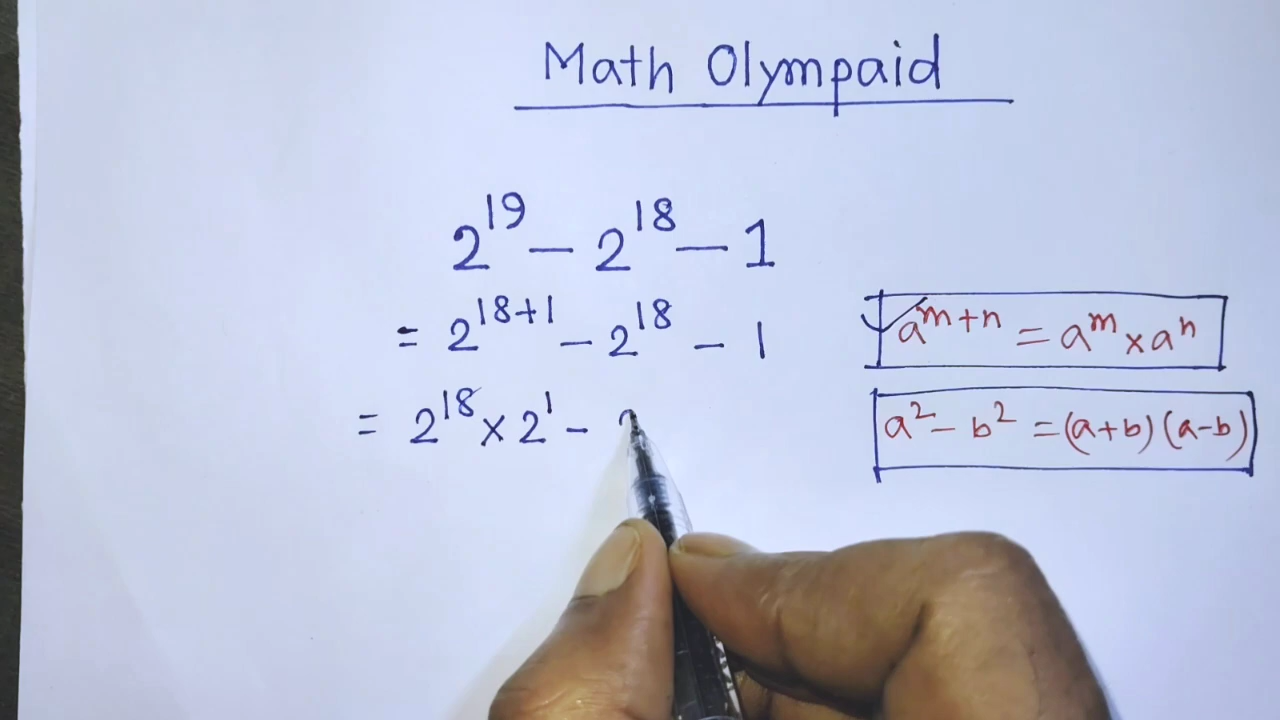 Math Olympaid
2^19 - 2^18 - 1
= 2^18+1 - 2^18 - 1
a^m+n = a^m × a^n
= 2^18 × 2^1 -
a^2 - b^2 = (a+b) (a-b)